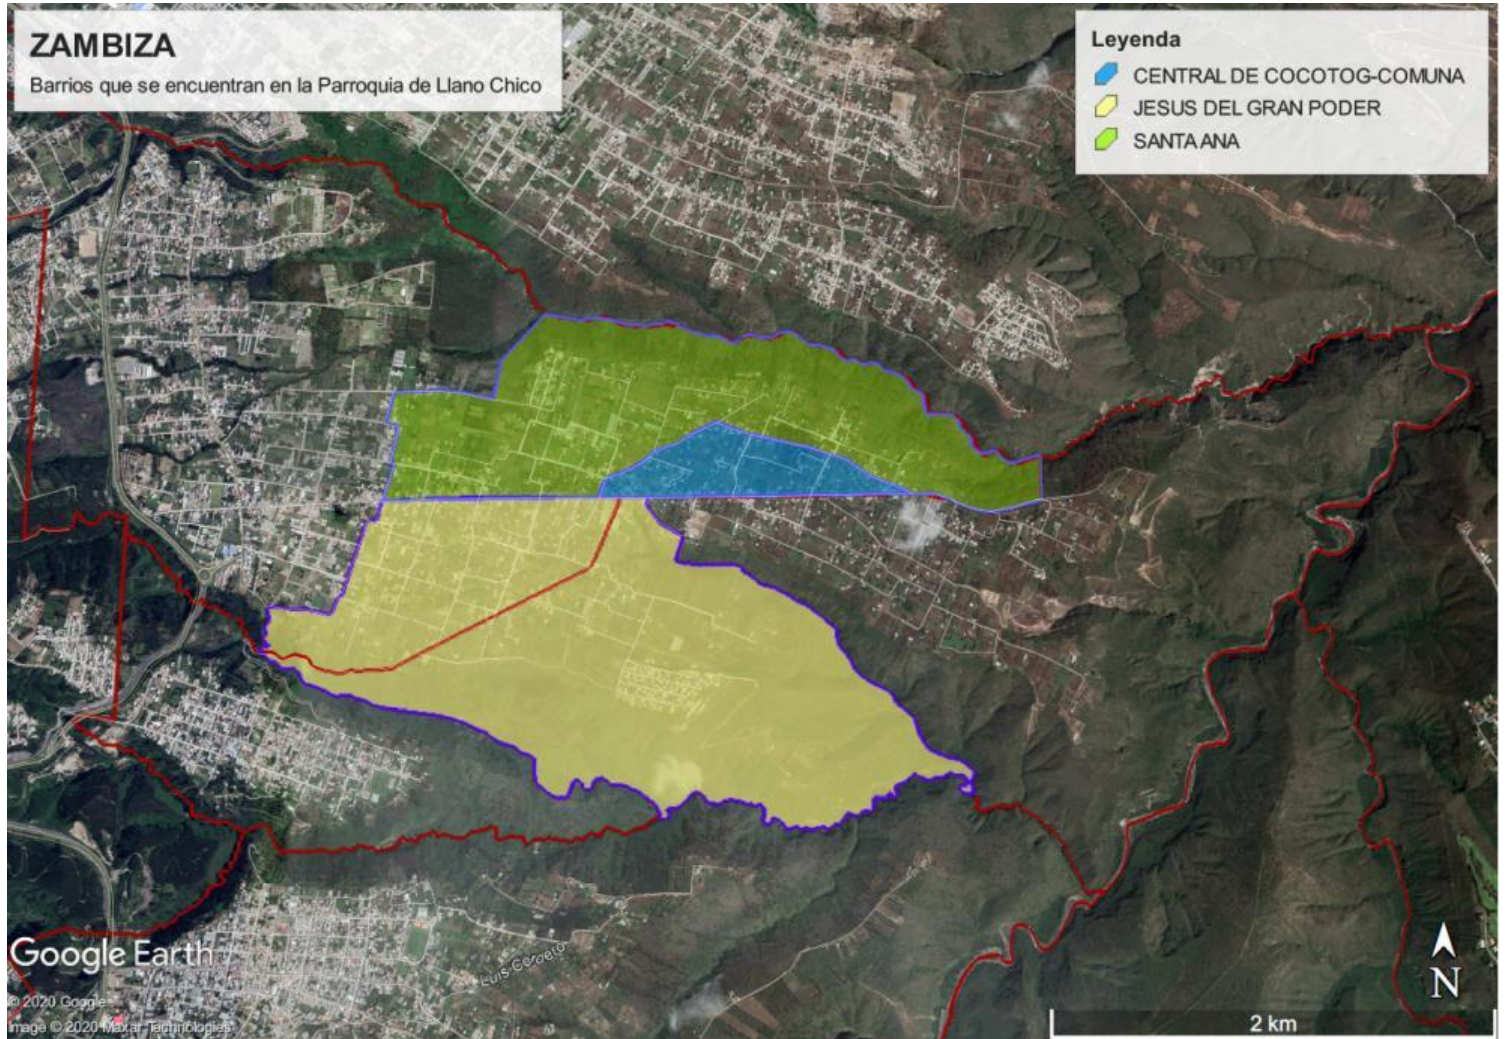 ZAMBIZA
Barrios que se encuentran en la Parroquia de Llano Chico
Leyenda
CENTRAL DE COCOTOG-COMUNA
JESUS DEL GRAN PODER
SANTA ANA
Luis Coloeto
Google Earth
© 2020 Google
Image © 2020 Maxar Technologies
N
2 km